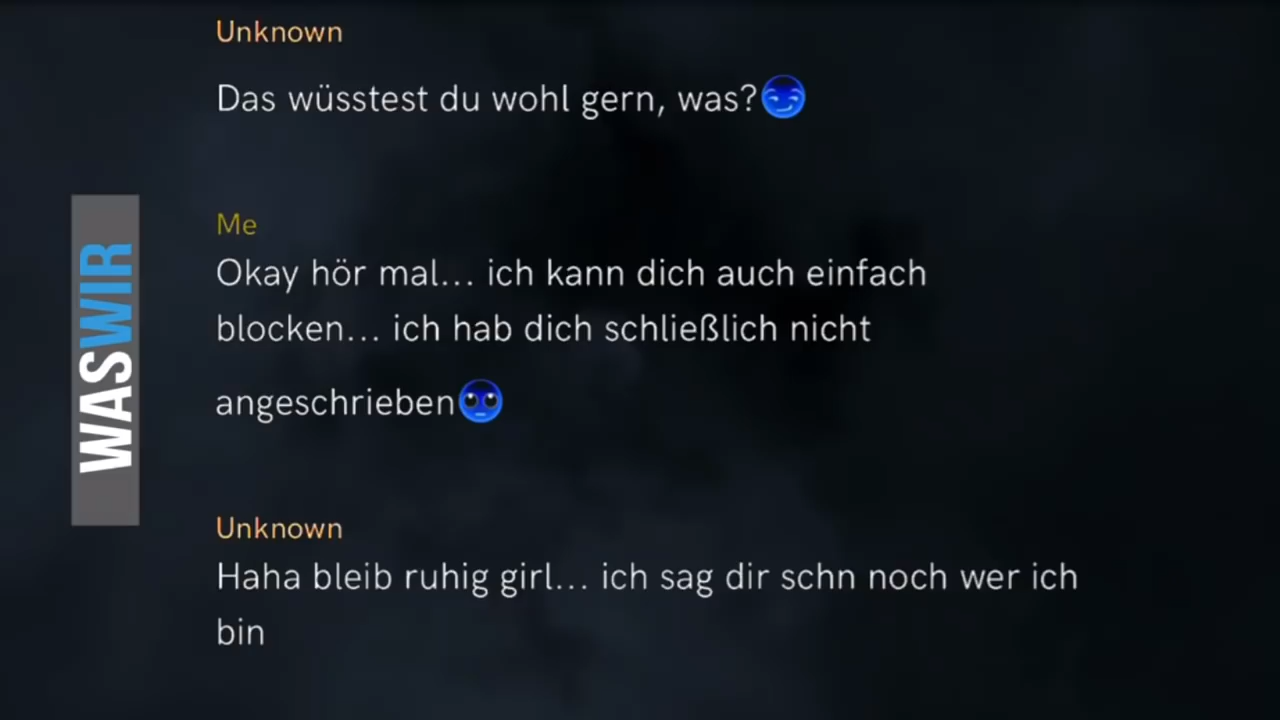 Unknown
Das wüsstest du wohl gern, was?😏
Me
Okay hör mal... ich kann dich auch einfach
blocken... ich hab dich schließlich nicht
angeschrieben🙄
Unknown
Haha bleib ruhig girl... ich sag dir schn noch wer ich
bin
WASWIR